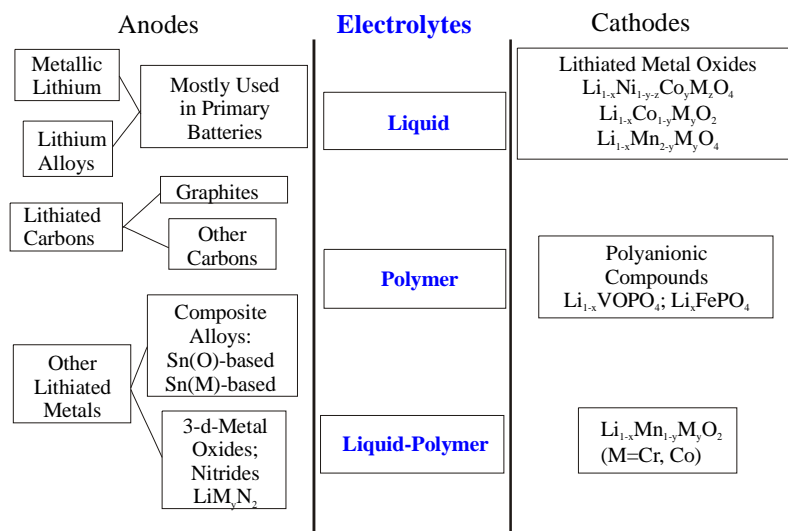 Anodes
Metallic
Lithium
Mostly Used
in Primary
Batteries
Lithium
Alloys
Lithiated
Carbons
Graphites
Other
Carbons
Other
Lithiated
Metals
Composite
Alloys:
Sn(O)-based
Sn(M)-based
3-d-Metal
Oxides;
Nitrides
LiMyN2
Electrolytes
Liquid
Polymer
Liquid-Polymer
Cathodes
Lithiated Metal Oxides
Li1-xNi1-y-zCoyMzO4
Li1-xCo1-yMyO2
Li1-xMn2-yMyO4
Polyanionic
Compounds
Li1-xVOPO4; LixFePO4
Li1-xMn1-yMyO2
(M=Cr, Co)